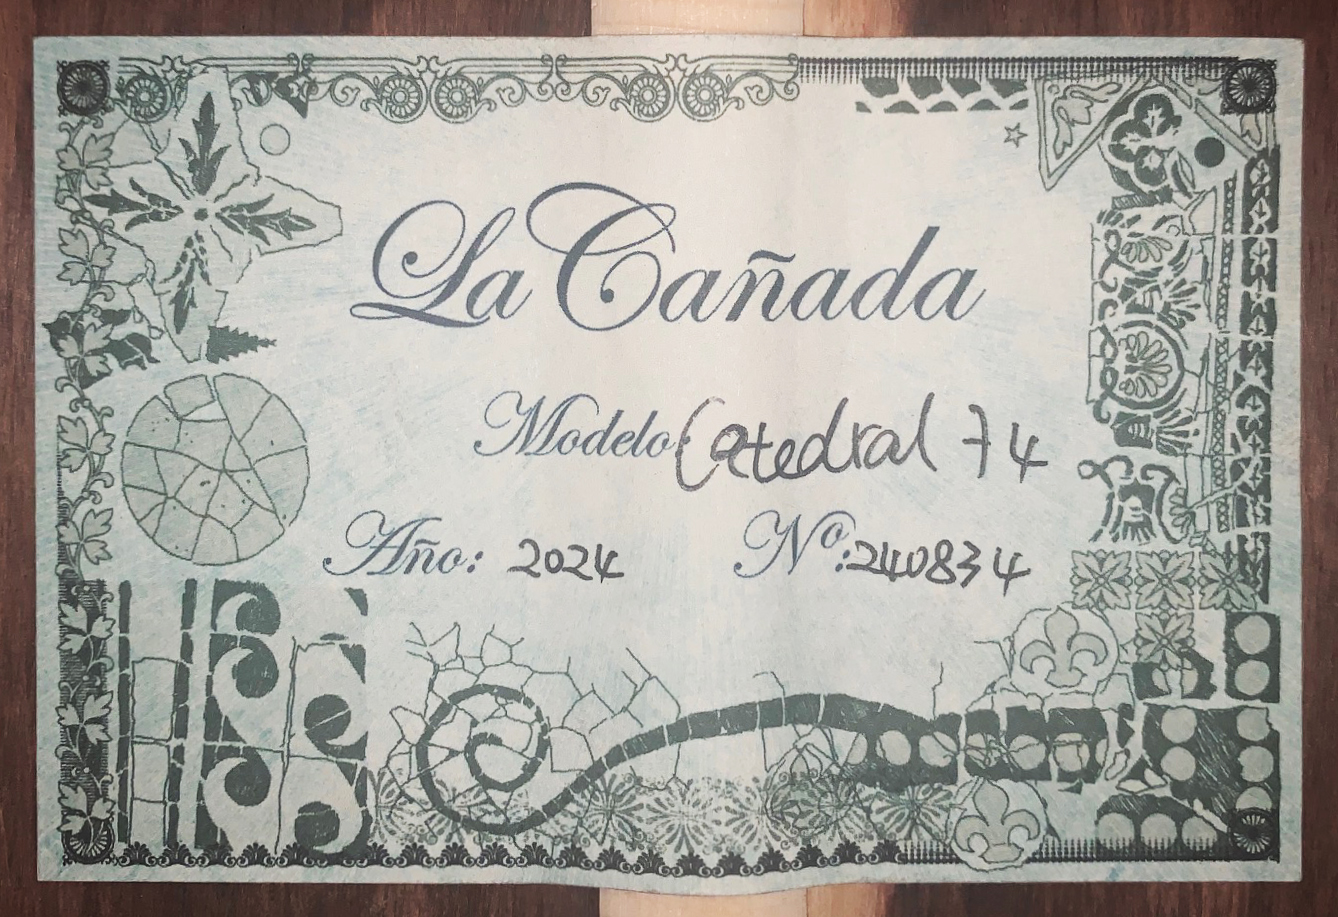 La Cañada
Modelo Catedral 74
Año: 2024 Nº: 240834